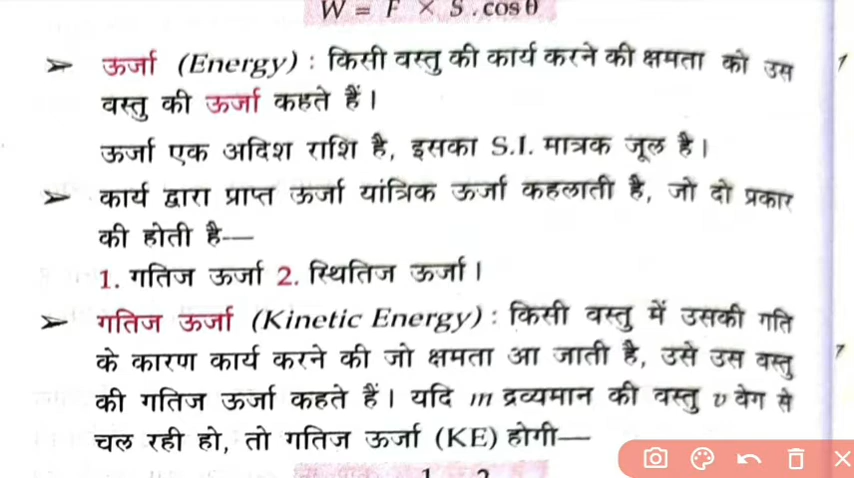 W = F × S . cos θ
➢ ऊर्जा (Energy) : किसी वस्तु की कार्य करने की क्षमता को उस
वस्तु की ऊर्जा कहते हैं।
ऊर्जा एक अदिश राशि है, इसका S.I. मात्रक जूल है।
➢ कार्य द्वारा प्राप्त ऊर्जा यांत्रिक ऊर्जा कहलाती है, जो दो प्रकार
की होती है—
1. गतिज ऊर्जा 2. स्थितिज ऊर्जा।
➢ गतिज ऊर्जा (Kinetic Energy) : किसी वस्तु में उसकी गति
के कारण कार्य करने की जो क्षमता आ जाती है, उसे उस वस्तु
की गतिज ऊर्जा कहते हैं। यदि m द्रव्यमान की वस्तु υ वेग से
चल रही हो, तो गतिज ऊर्जा (KE) होगी—